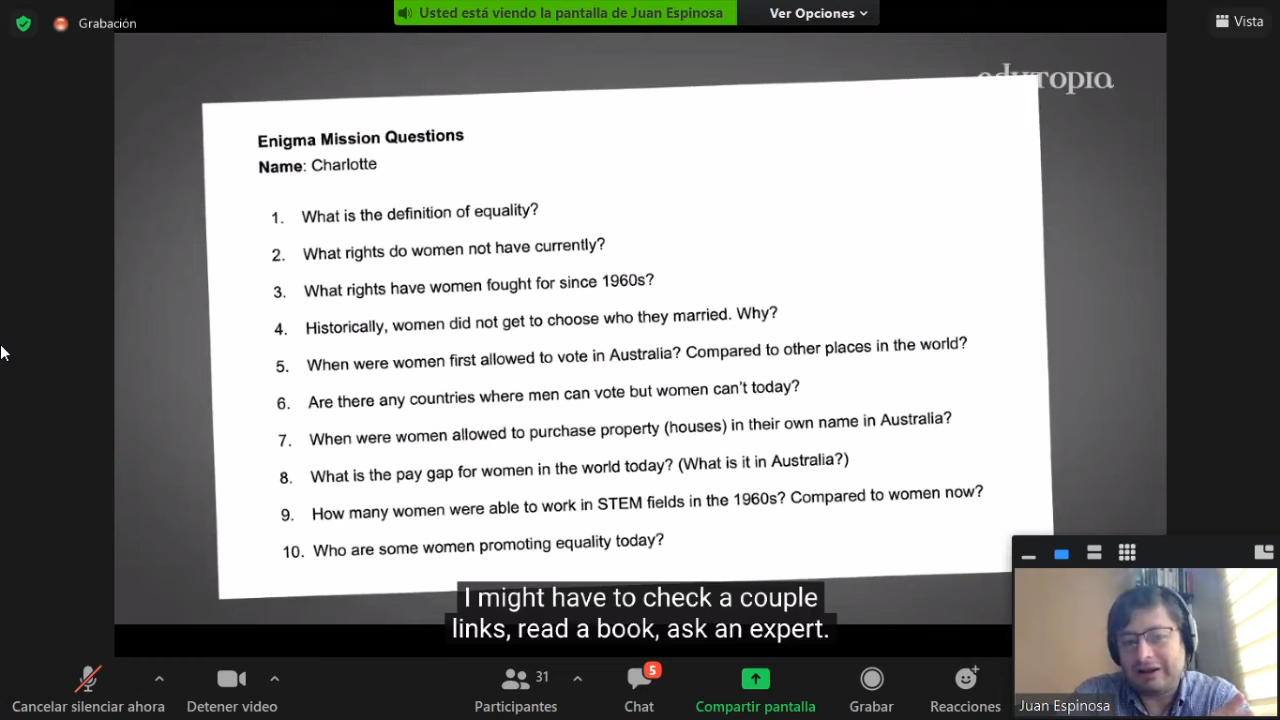 Grabación
Usted está viendo la pantalla de Juan Espinosa
Ver Opciones
Vista
edutopia
Enigma Mission Questions
Name: Charlotte
1. What is the definition of equality?
2. What rights do women not have currently?
3. What rights have women fought for since 1960s?
4. Historically, women did not get to choose who they married. Why?
5. When were women first allowed to vote in Australia? Compared to other places in the world?
6. Are there any countries where men can vote but women can't today?
7. When were women allowed to purchase property (houses) in their own name in Australia?
8. What is the pay gap for women in the world today? (What is it in Australia?)
9. How many women were able to work in STEM fields in the 1960s? Compared to women now?
10. Who are some women promoting equality today?
I might have to check a couple
links, read a book, ask an expert.
Juan Espinosa
Cancelar silenciar ahora
Detener video
31
Participantes
5
Chat
Compartir pantalla
Grabar
Reacciones